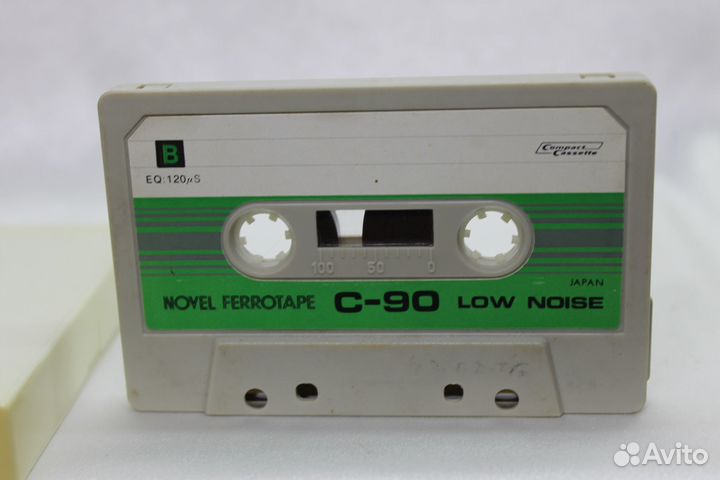 B
Compact Cassette
EQ:120μS
100 50 0
JAPAN
NOVEL FERROTAPE C-90 LOW NOISE
Avito